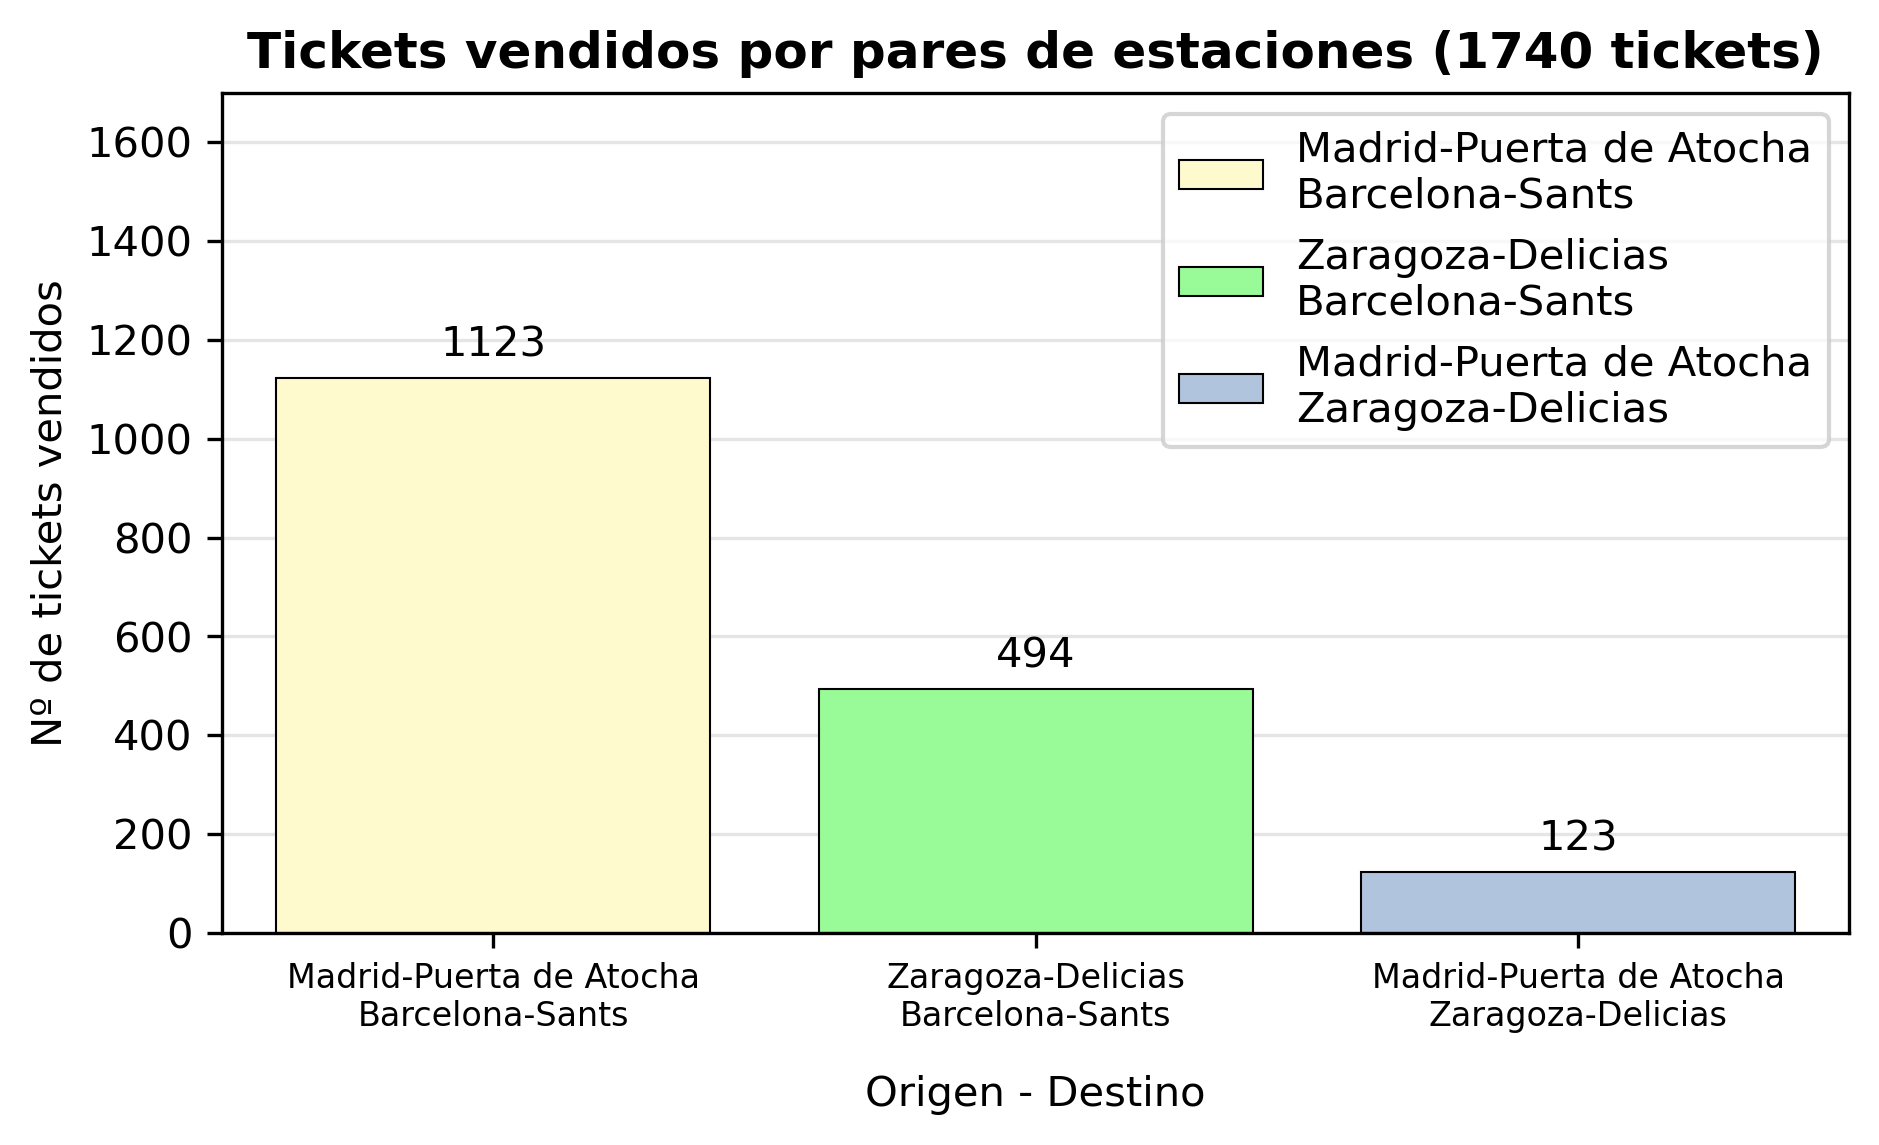 Tickets vendidos por pares de estaciones (1740 tickets)
Nº de tickets vendidos
1600
1400
1200
1000
800
600
400
200
0
1123
494
123
Madrid-Puerta de Atocha
Barcelona-Sants
Zaragoza-Delicias
Barcelona-Sants
Madrid-Puerta de Atocha
Zaragoza-Delicias
Madrid-Puerta de Atocha
Barcelona-Sants
Zaragoza-Delicias
Barcelona-Sants
Madrid-Puerta de Atocha
Zaragoza-Delicias
Origen - Destino